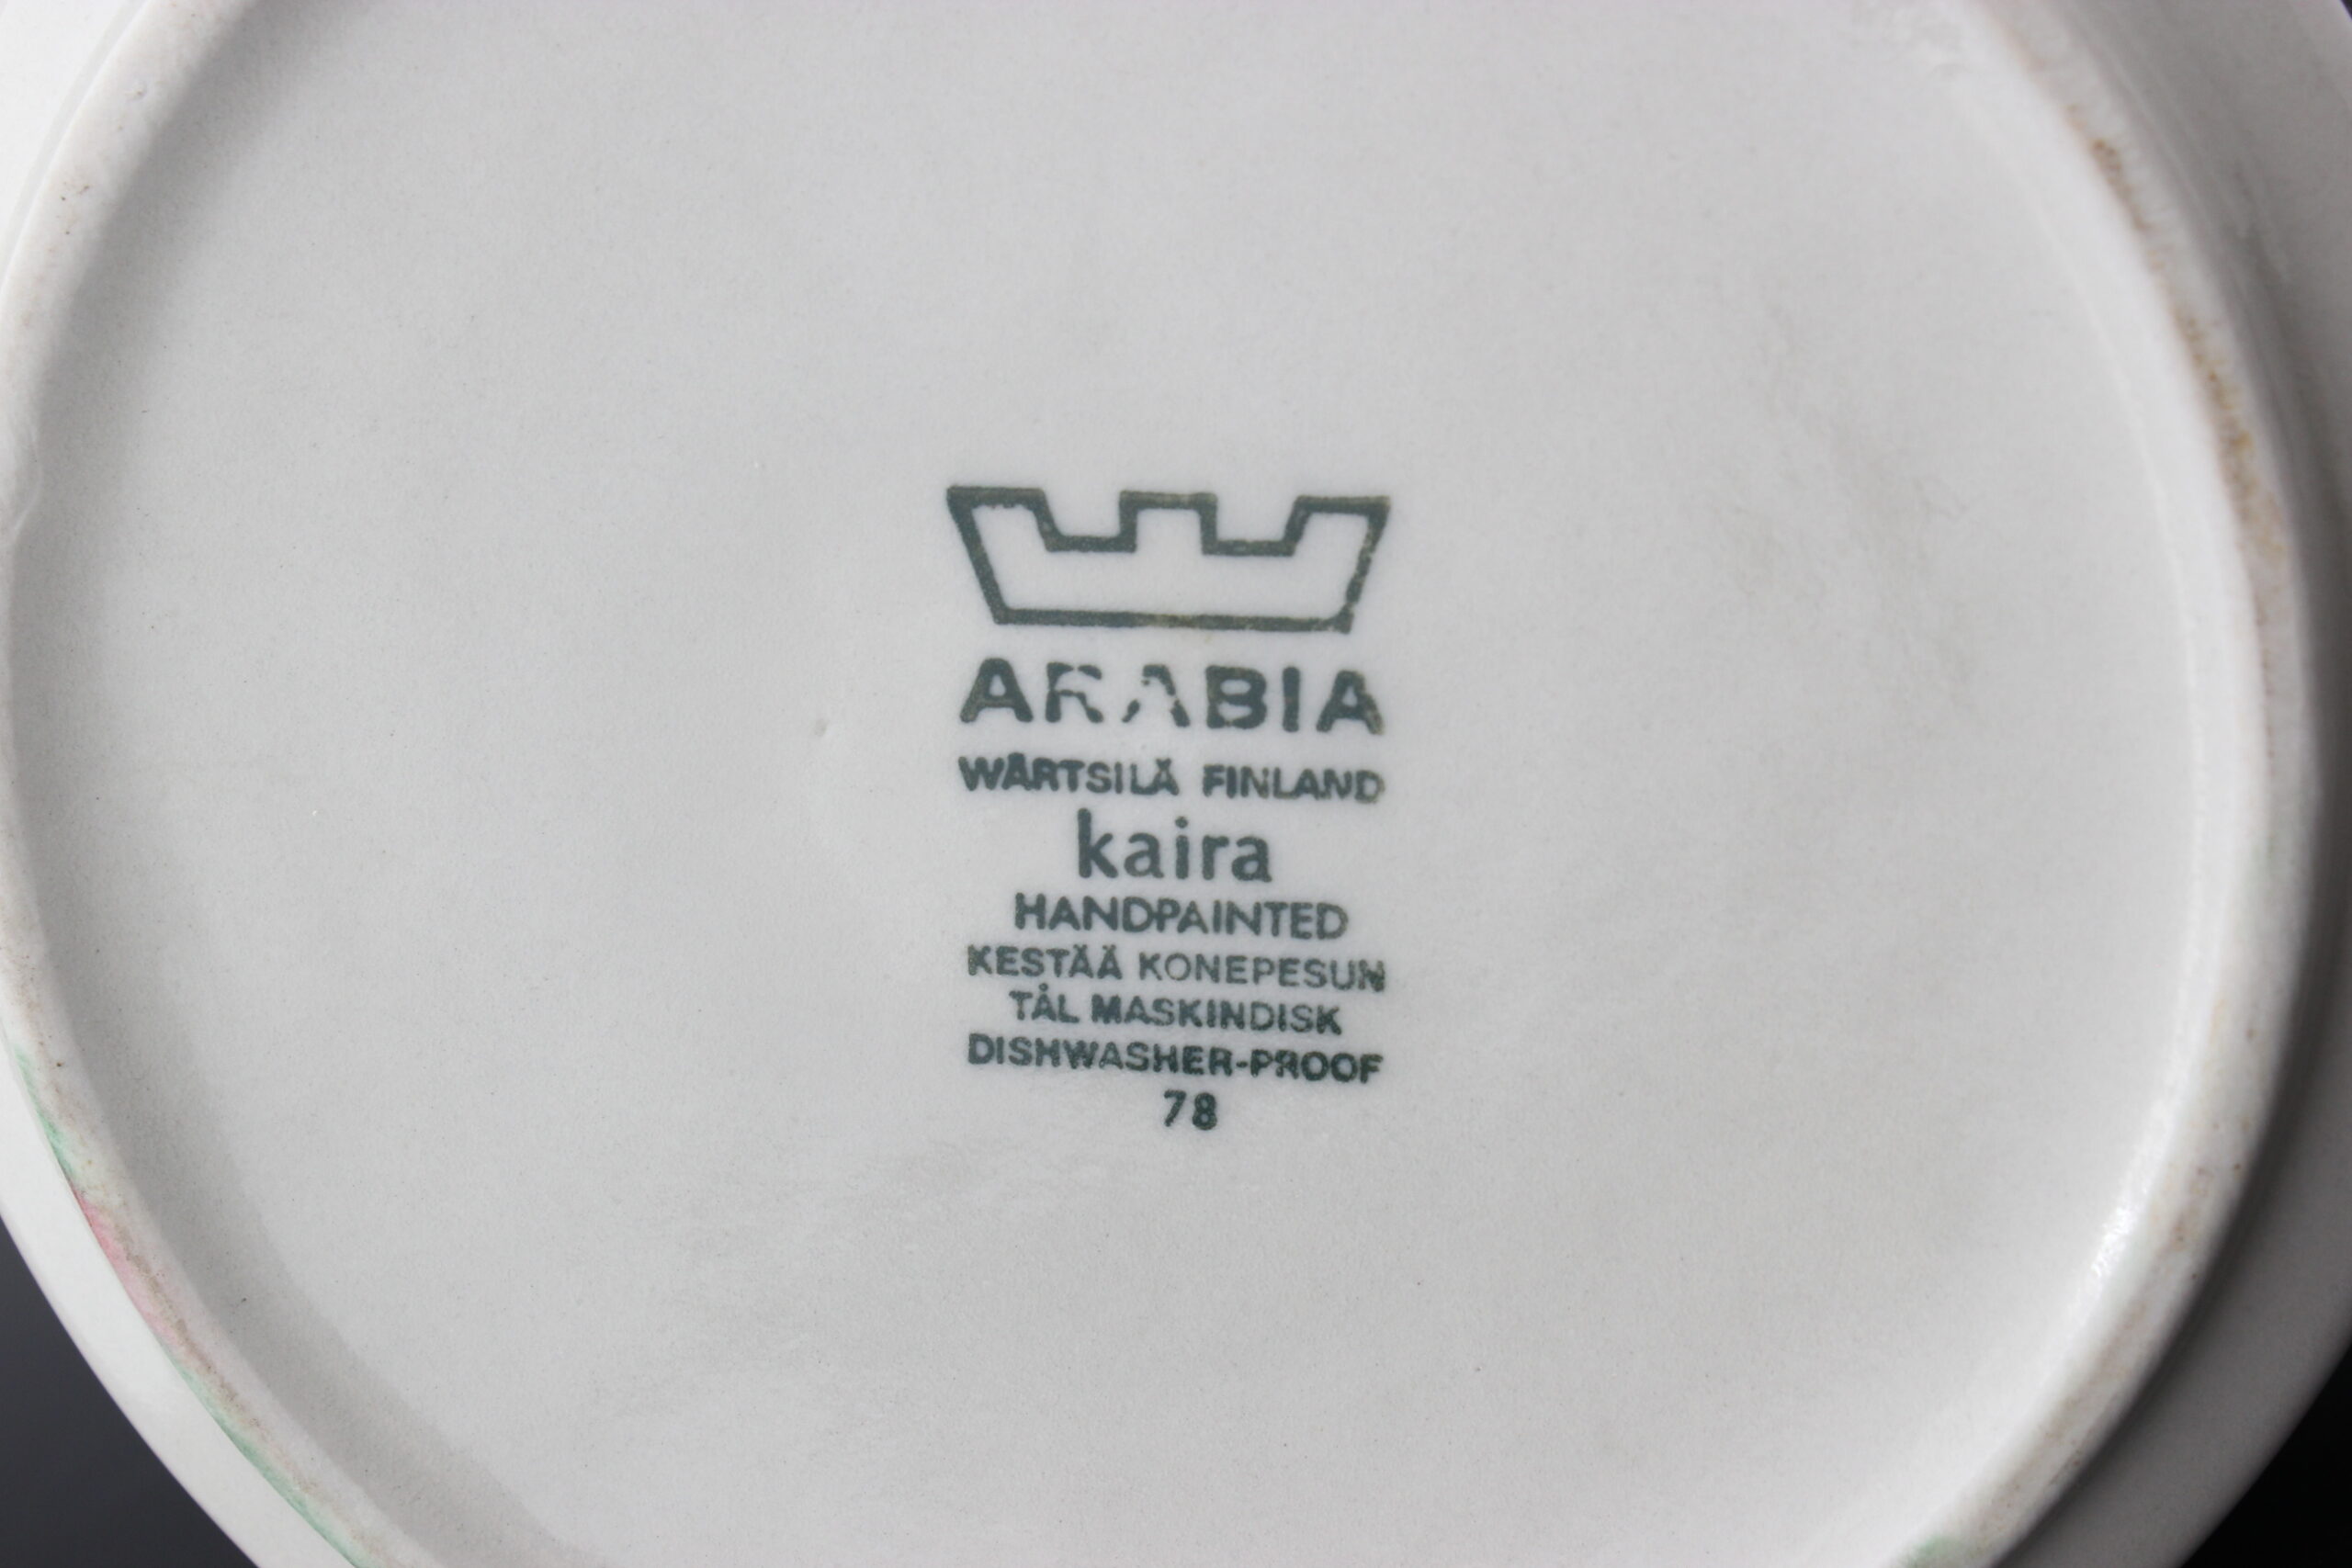 ARABIA
WÄRTSILÄ FINLAND
kaira
HANDPAINTED
KESTÄÄ KONEPESUN
TÅL MASKINDISK
DISHWASHER-PROOF
78